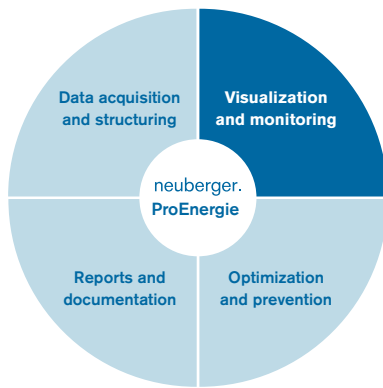 Data acquisition
and structuring
Visualization
and monitoring
neuberger.
ProEnergie
Reports and
documentation
Optimization
and prevention